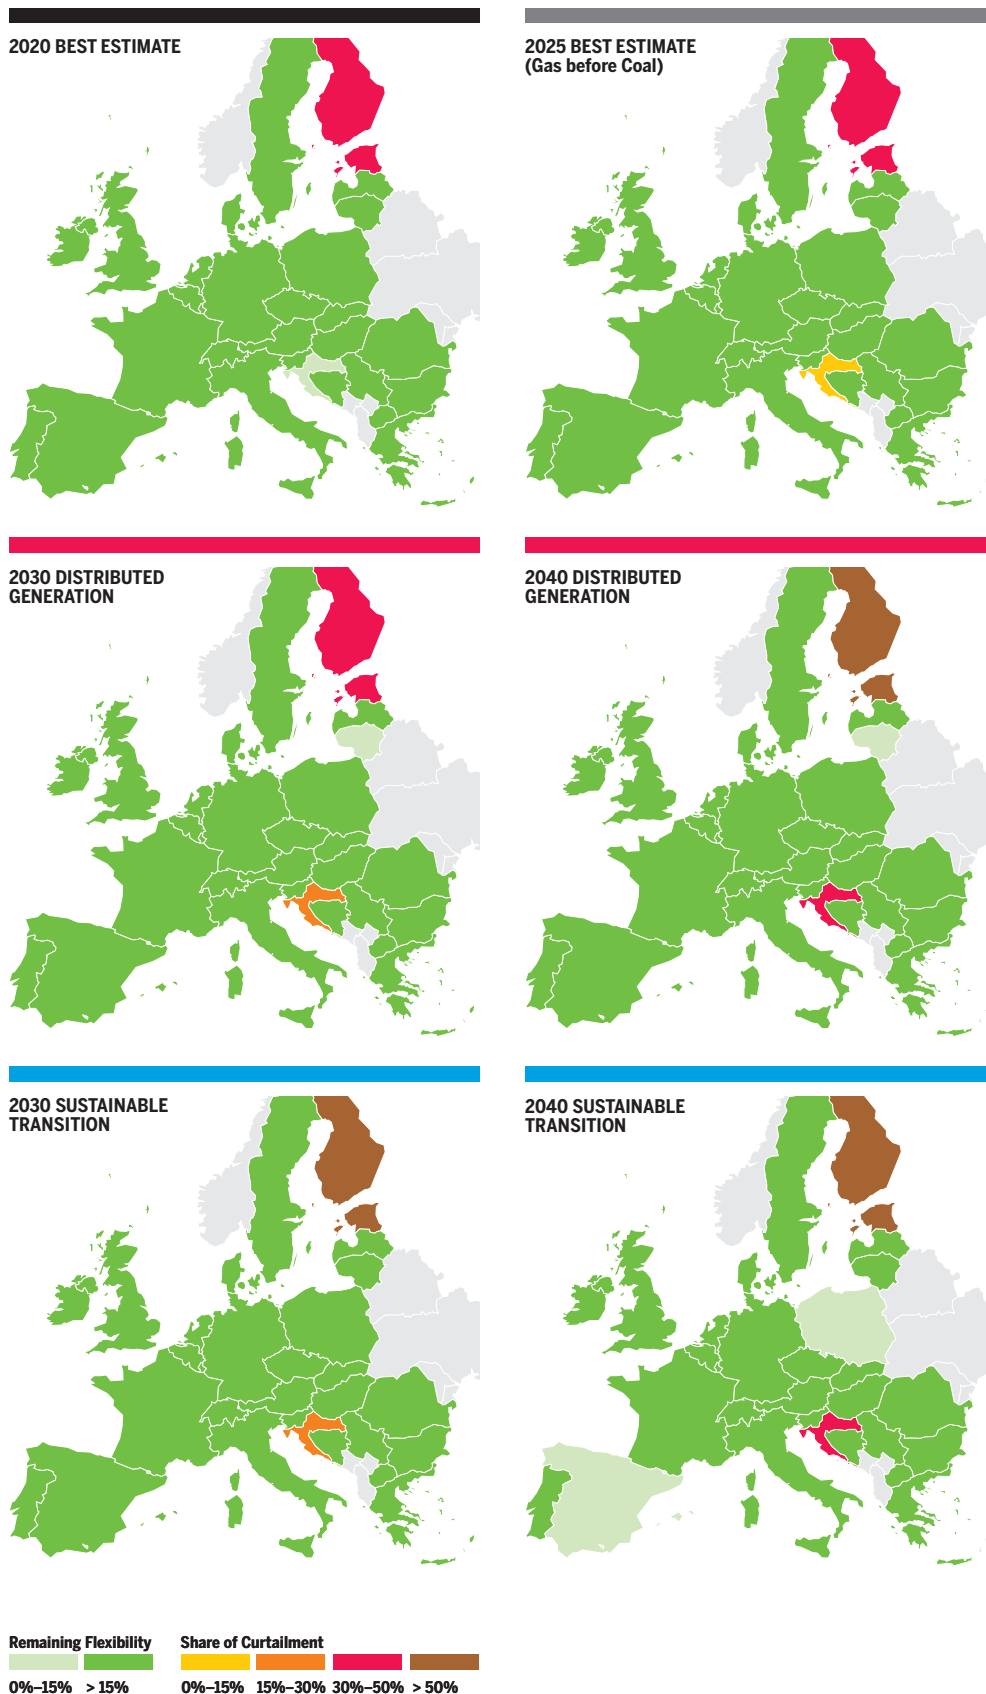 2020 BEST ESTIMATE
2025 BEST ESTIMATE
(Gas before Coal)
2030 DISTRIBUTED
GENERATION
2040 DISTRIBUTED
GENERATION
2030 SUSTAINABLE
TRANSITION
2040 SUSTAINABLE
TRANSITION
Remaining Flexibility
0%–15% > 15%
Share of Curtailment
0%–15% 15%–30% 30%–50% > 50%